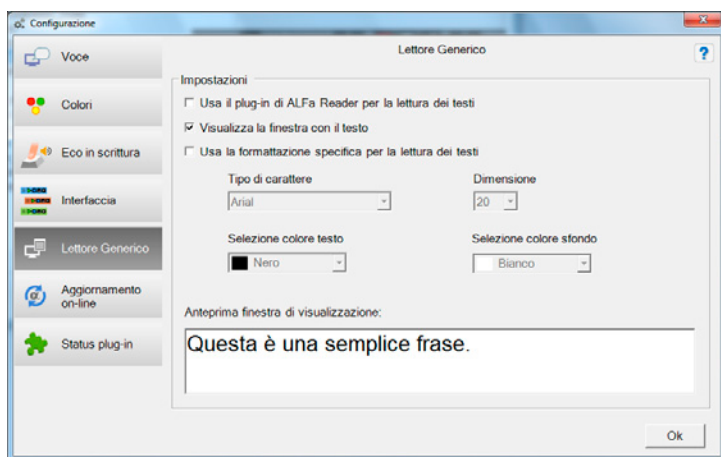 Configurazione
Lettore Generico
?
Voce
Colori
Eco in scrittura
Interfaccia
Lettore Generico
Aggiornamento
on-line
Status plug-in
Impostazioni
Usa il plug-in di ALFa Reader per la lettura dei testi
Visualizza la finestra con il testo
Usa la formattazione specifica per la lettura dei testi
Tipo di carattere Dimensione
Arial 20
Selezione colore testo Selezione colore sfondo
Nero Bianco
Anteprima finestra di visualizzazione:
Questa è una semplice frase.
Ok